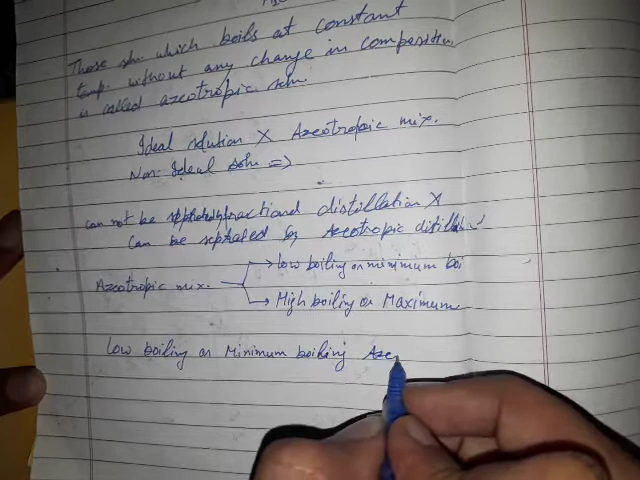 Those soln. which boils at constant
temp. without any change in composition
is called azeotropic soln
Ideal solution X Azeotropic mix.
Non-Ideal soln =>
can not be fractional distillation X
can be seprated by Azeotropic distillation ✓
Azeotropic mix. → low boiling or minimum boi
→ High boiling or Maximum
Low boiling or Minimum boiling Aze